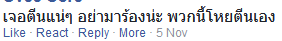 เจอตีนแน่ๆ อย่ามาร้องน่ะ พวกนี้โหยตีนเอง
Like · React · Reply · More · 5 Nov